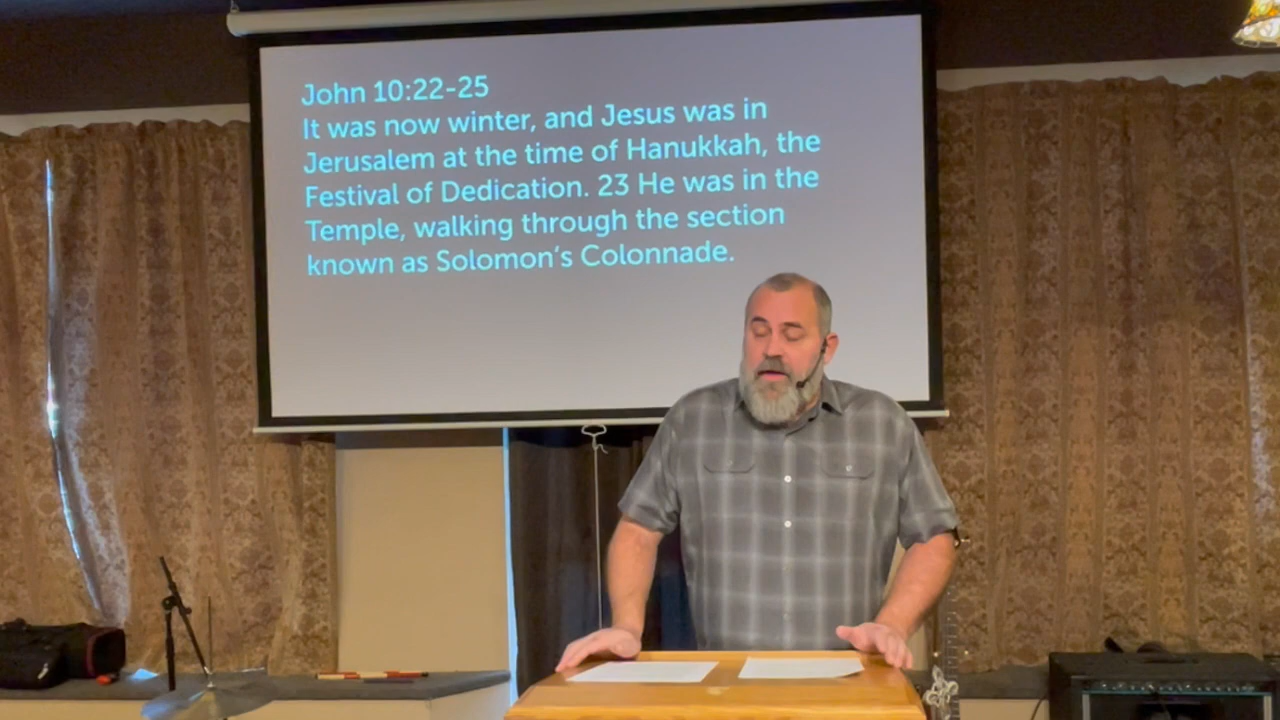 John 10:22-25
It was now winter, and Jesus was in
Jerusalem at the time of Hanukkah, the
Festival of Dedication. 23 He was in the
Temple, walking through the section
known as Solomon's Colonnade.